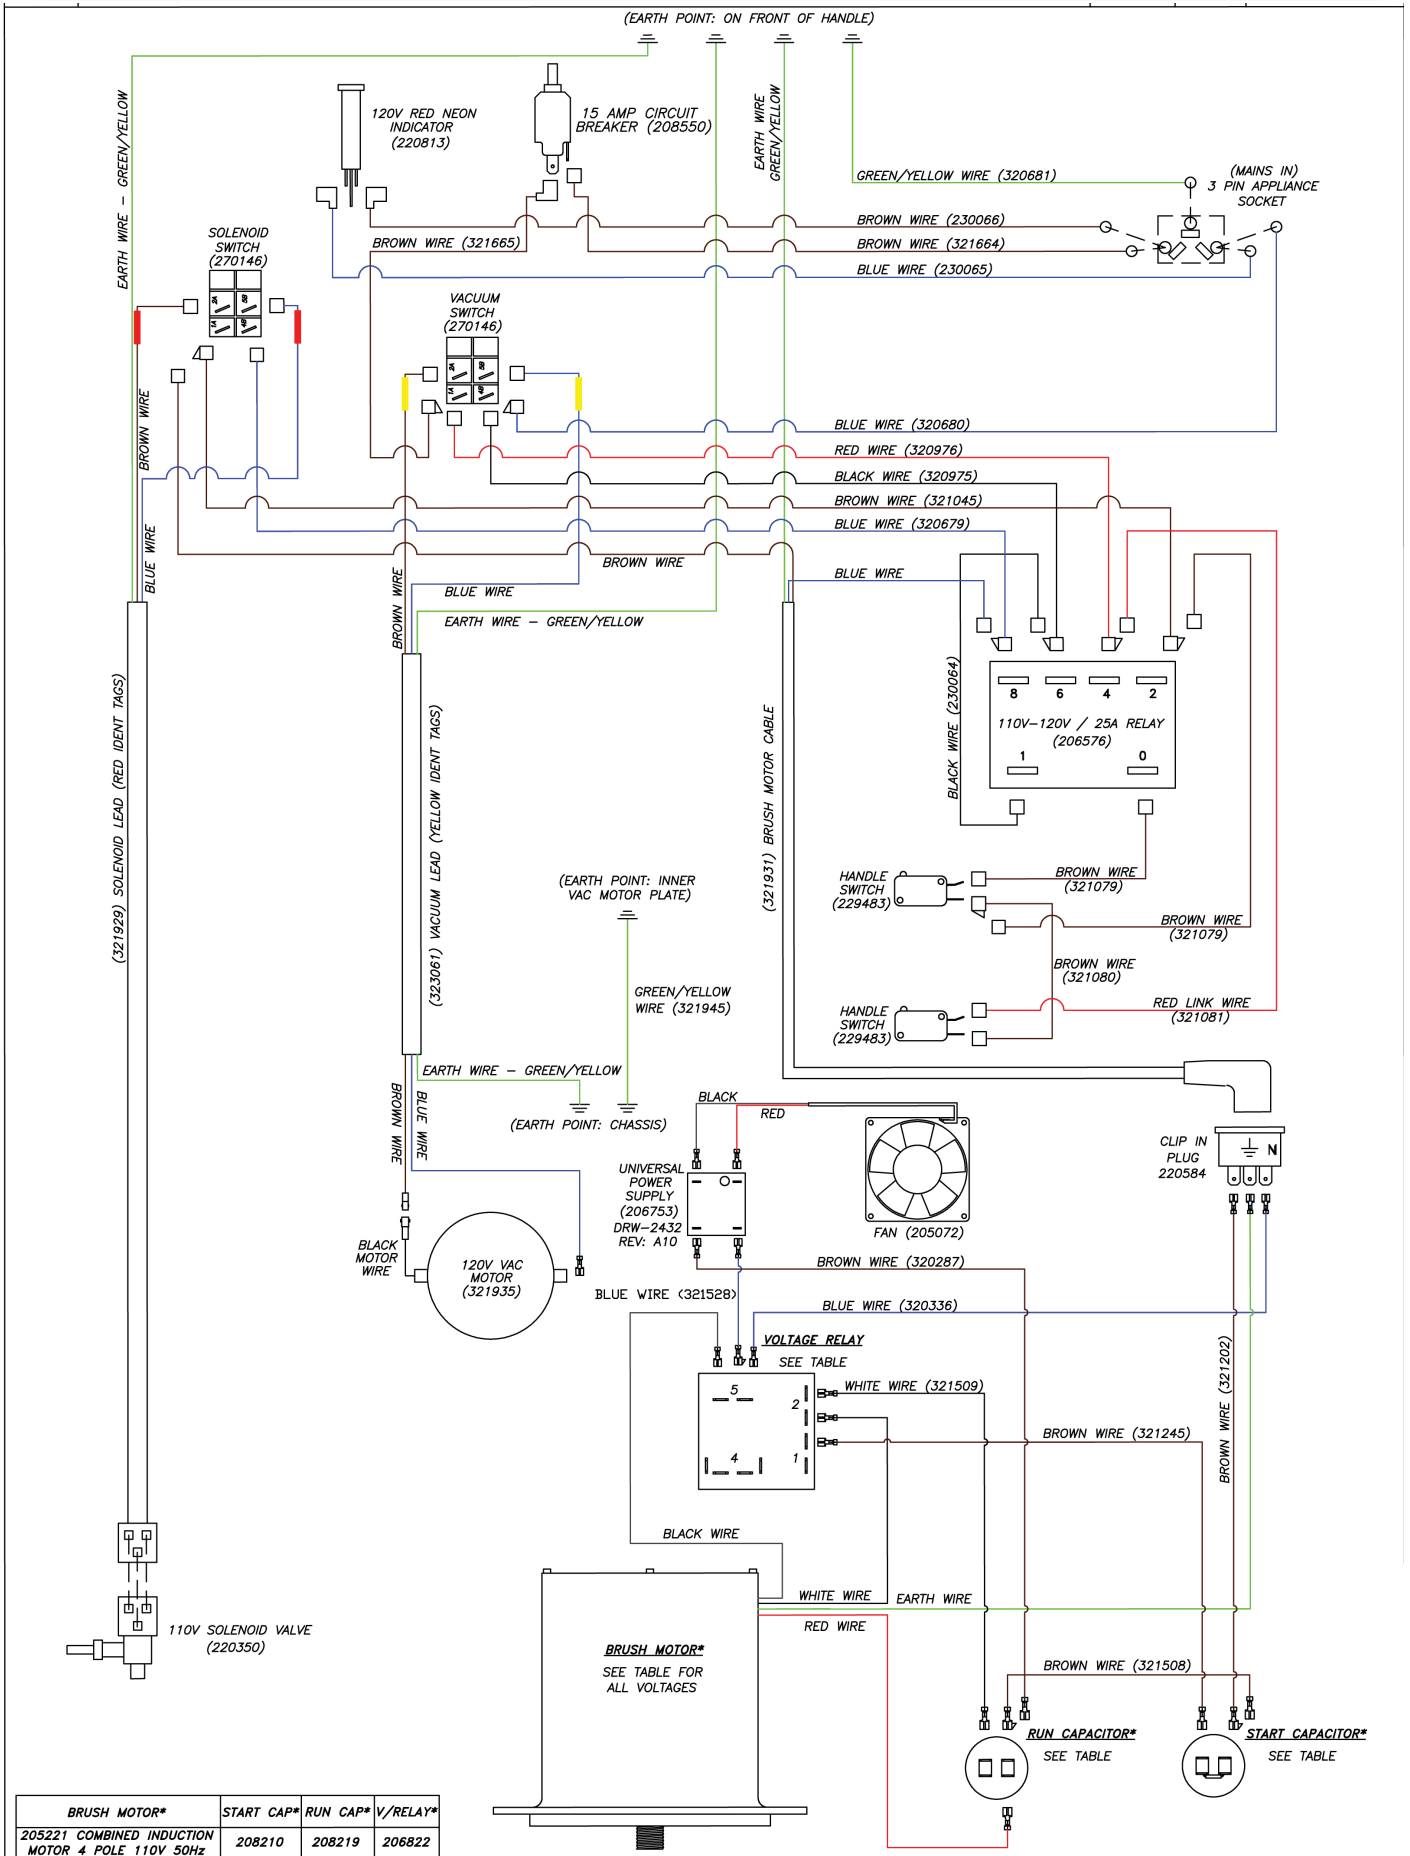 (EARTH POINT: ON FRONT OF HANDLE)
EARTH WIRE – GREEN/YELLOW
120V RED NEON
INDICATOR
(220813)
15 AMP CIRCUIT
BREAKER (208550)
EARTH WIRE
GREEN/YELLOW
GREEN/YELLOW WIRE (320681)
(MAINS IN)
3 PIN APPLIANCE
SOCKET
BROWN WIRE (230066)
BROWN WIRE (321665)
BROWN WIRE (321664)
BLUE WIRE (230065)
SOLENOID
SWITCH
(270146)
2A
5B
1A
4B
VACUUM
SWITCH
(270146)
2A
5B
1A
4B
BROWN WIRE
BLUE WIRE
BLUE WIRE (320680)
RED WIRE (320976)
BLACK WIRE (320975)
BROWN WIRE (321045)
BLUE WIRE (320679)
BROWN WIRE
BROWN WIRE
BLUE WIRE
BLUE WIRE
EARTH WIRE – GREEN/YELLOW
(321929) SOLENOID LEAD (RED IDENT TAGS)
(323061) VACUUM LEAD (YELLOW IDENT TAGS)
(321931) BRUSH MOTOR CABLE
BLACK WIRE (230064)
8
6
4
2
110V–120V / 25A RELAY
(206576)
1
0
HANDLE
SWITCH
(229483)
BROWN WIRE
(321079)
BROWN WIRE
(321079)
BROWN WIRE
(321080)
HANDLE
SWITCH
(229483)
RED LINK WIRE
(321081)
(EARTH POINT: INNER
VAC MOTOR PLATE)
GREEN/YELLOW
WIRE (321945)
EARTH WIRE – GREEN/YELLOW
(EARTH POINT: CHASSIS)
BROWN WIRE
BLUE WIRE
BLACK
RED
UNIVERSAL
POWER
SUPPLY
(206753)
DRW–2432
REV: A10
FAN (205072)
CLIP IN
PLUG
220584
N
BLACK
MOTOR
WIRE
120V VAC
MOTOR
(321935)
BROWN WIRE (320287)
BLUE WIRE (321528)
BLUE WIRE (320336)
VOLTAGE RELAY
SEE TABLE
5
2
4
1
WHITE WIRE (321509)
BROWN WIRE (321245)
BROWN WIRE (321202)
BLACK WIRE
WHITE WIRE
EARTH WIRE
RED WIRE
110V SOLENOID VALVE
(220350)
BRUSH MOTOR*
SEE TABLE FOR
ALL VOLTAGES
BROWN WIRE (321508)
RUN CAPACITOR*
SEE TABLE
START CAPACITOR*
SEE TABLE
BRUSH MOTOR* START CAP* RUN CAP* V/RELAY*
205221 COMBINED INDUCTION
MOTOR 4 POLE 110V 50Hz 208210 208219 206822